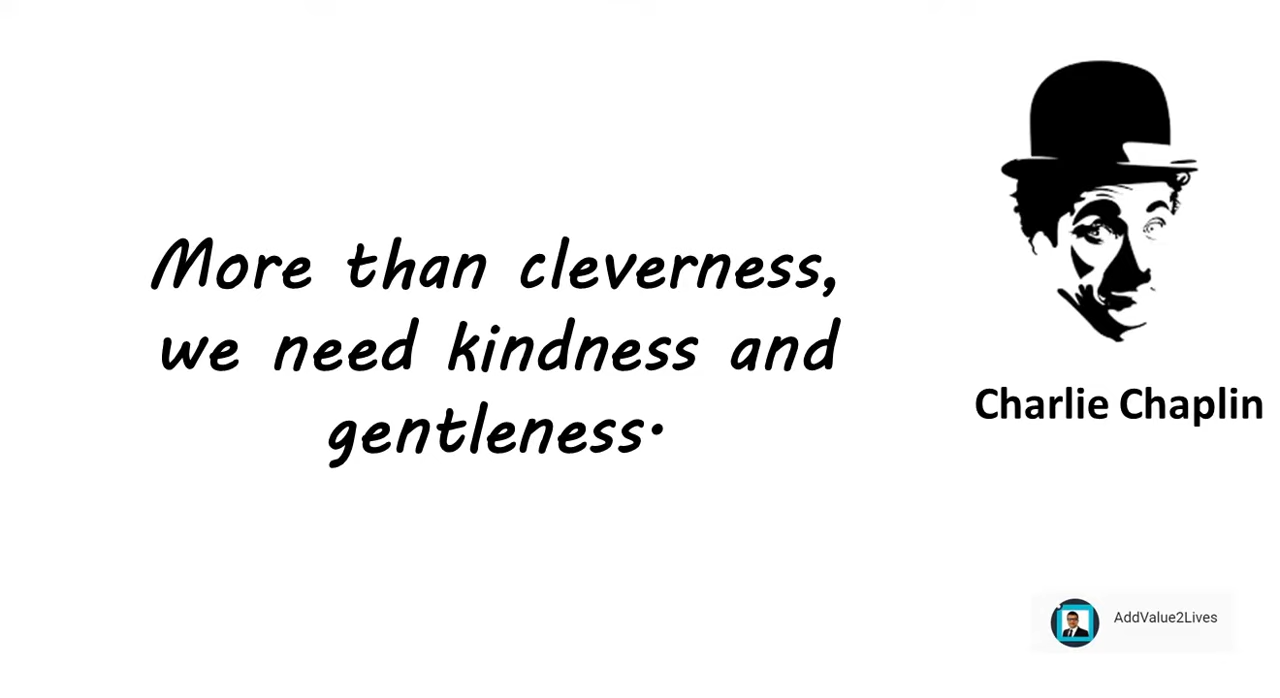 More than cleverness,
we need kindness and
gentleness.
Charlie Chaplin
AddValue2Lives